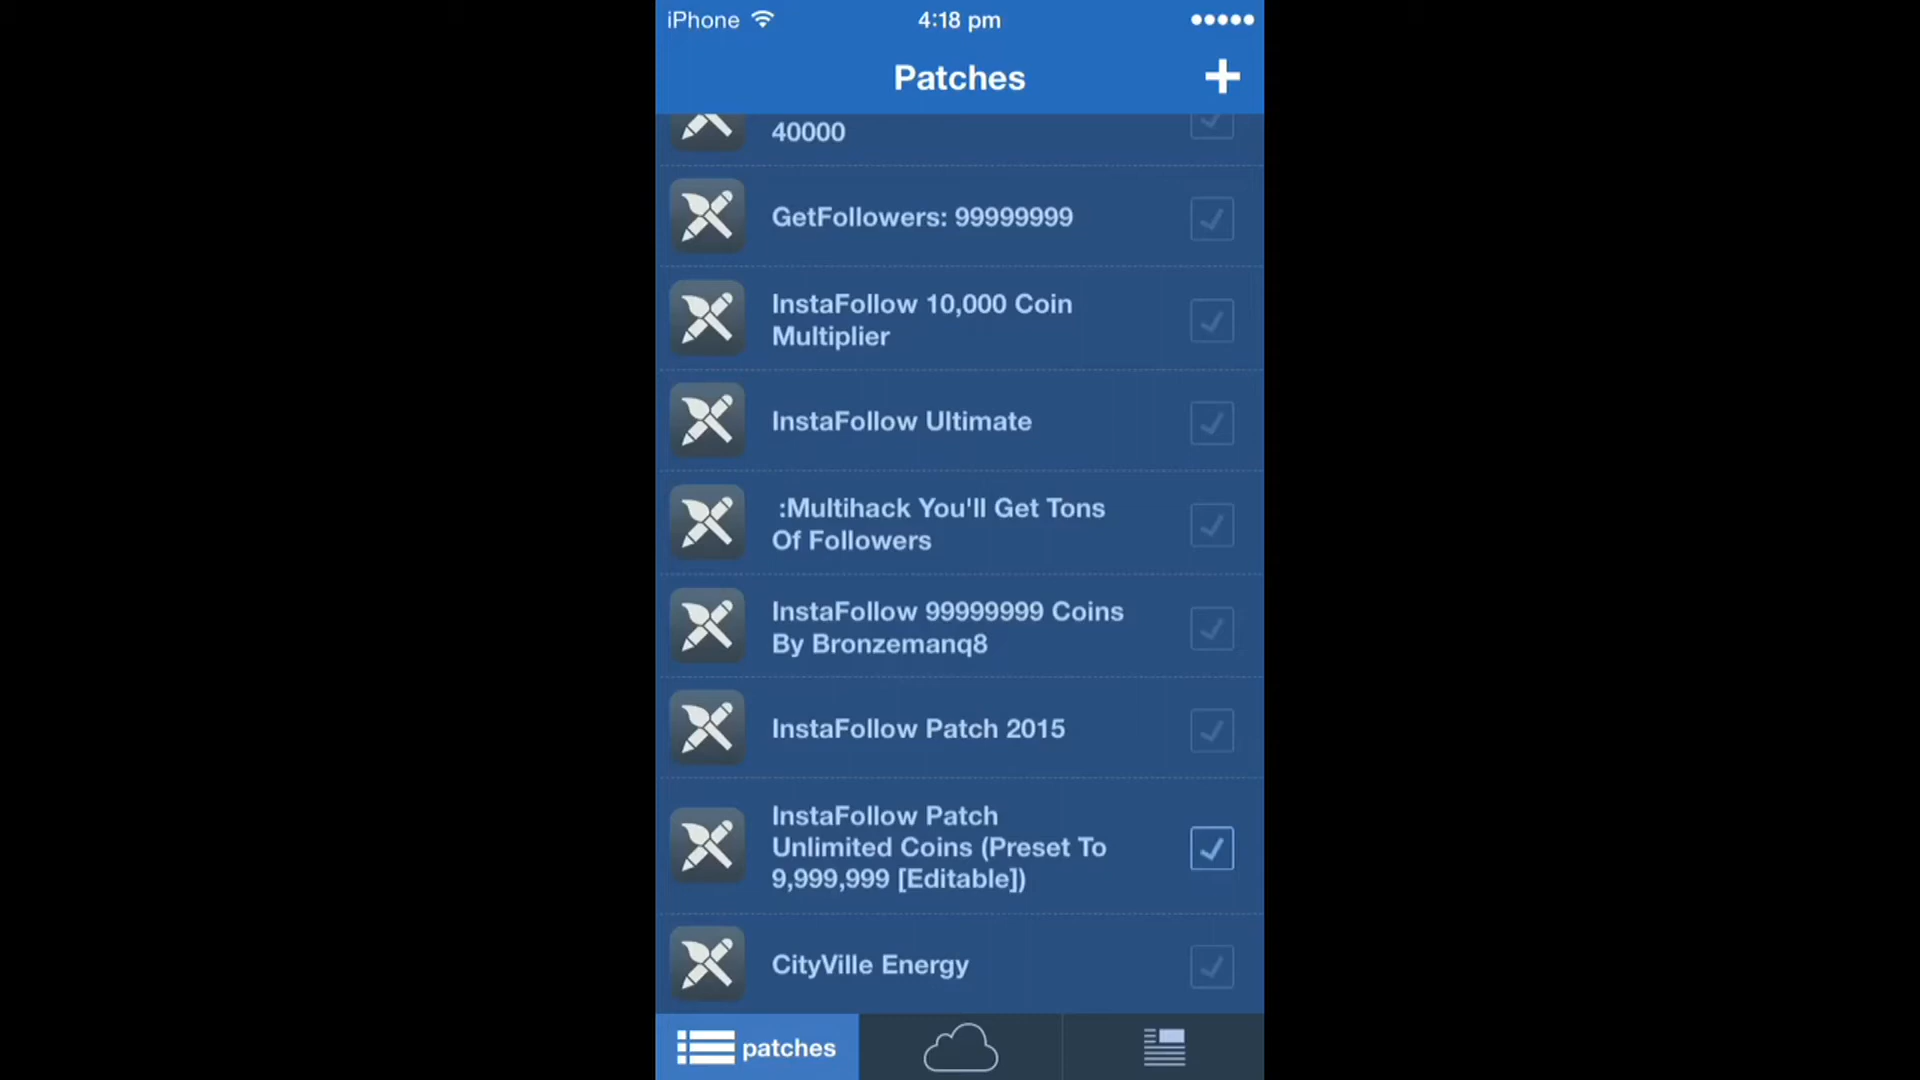 iPhone 4:18 pm
Patches
40000
GetFollowers: 99999999
InstaFollow 10,000 Coin
Multiplier
InstaFollow Ultimate
:Multihack You'll Get Tons
Of Followers
InstaFollow 99999999 Coins
By Bronzemanq8
InstaFollow Patch 2015
InstaFollow Patch
Unlimited Coins (Preset To
9,999,999 [Editable])
CityVille Energy
patches